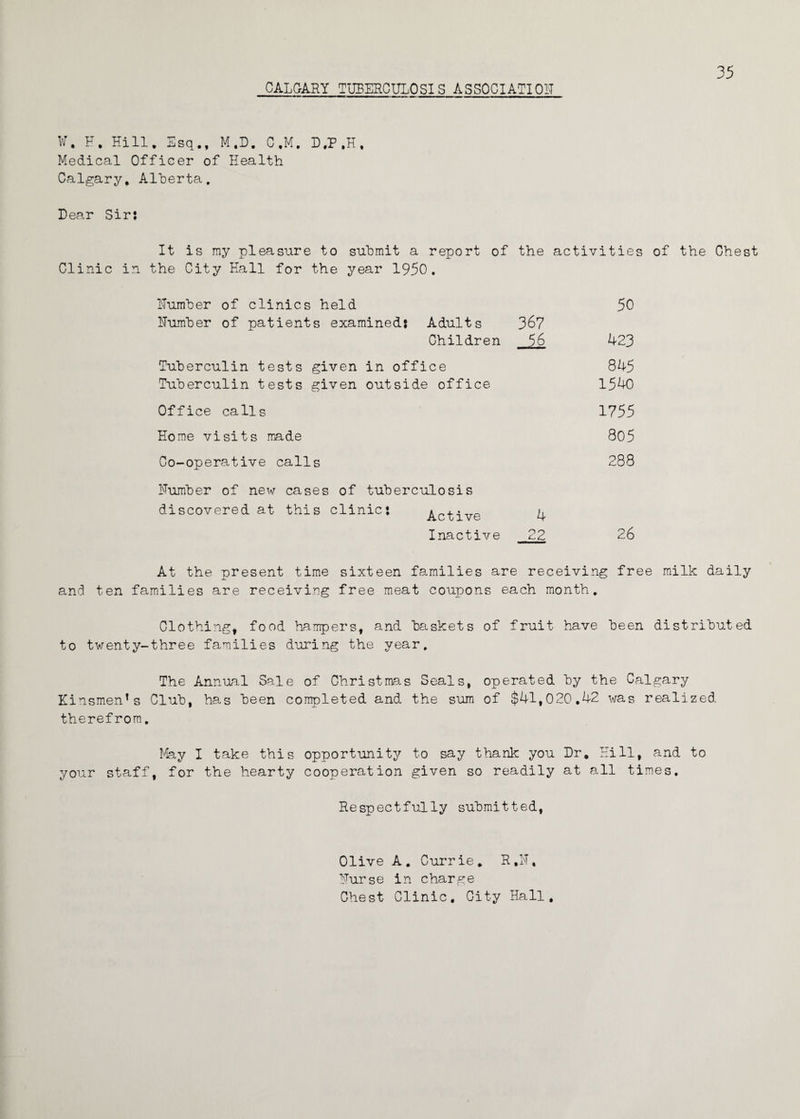 35
CALGARY TUBERCULOSIS ASSOCIATION
W. H. Hill. Esq., M.D. C.M. D.P.H.
Medical Officer of Health
Calgary, Alberta.
Dear Sir:
It is my pleasure to submit a report of the activities of the Chest
Clinic in the City Hall for the year 1950.
Number of clinics held 50
Number of patients examined: Adults 367
Children 56 423
Tuberculin tests given in office 845
Tuberculin tests given outside office 1540
Office calls 1755
Home visits made 805
Co-operative calls 288
Number of new cases of tuberculosis
discovered at this clinic: Active 4
Inactive 22 26
At the present time sixteen families are receiving free milk daily
and ten families are receiving free meat coupons each month.
Clothing, food hampers, and baskets of fruit have been distributed
to twenty-three families during the year.
The Annual Sale of Christmas Seals, operated by the Calgary
Kinsmen's Club, has been completed and the sum of $41,020.42 was realized
therefrom.
May I take this opportunity to say thank you Dr. Hill, and to
your staff, for the hearty cooperation given so readily at all times.
Respectfully submitted,
Olive A. Currie. R.N.
Nurse in charge
Chest Clinic. City Hall.